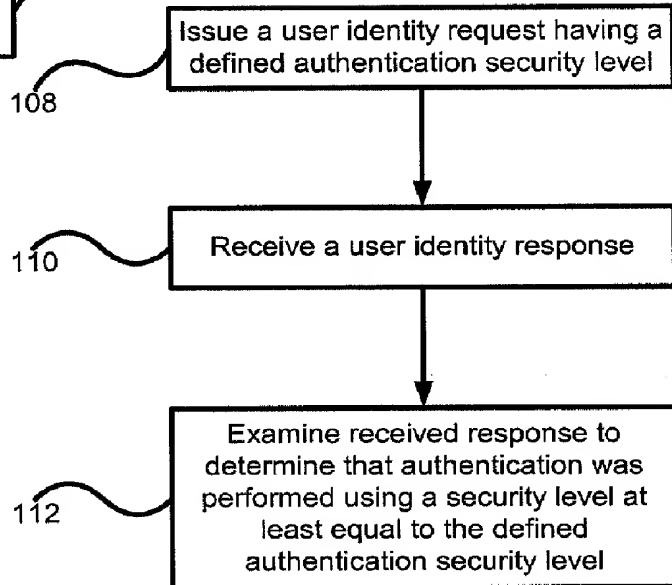 Issue a user identity request having a
defined authentication security level
108
Receive a user identity response
110
Examine received response to
determine that authentication was
performed using a security level at
least equal to the defined
authentication security level
112